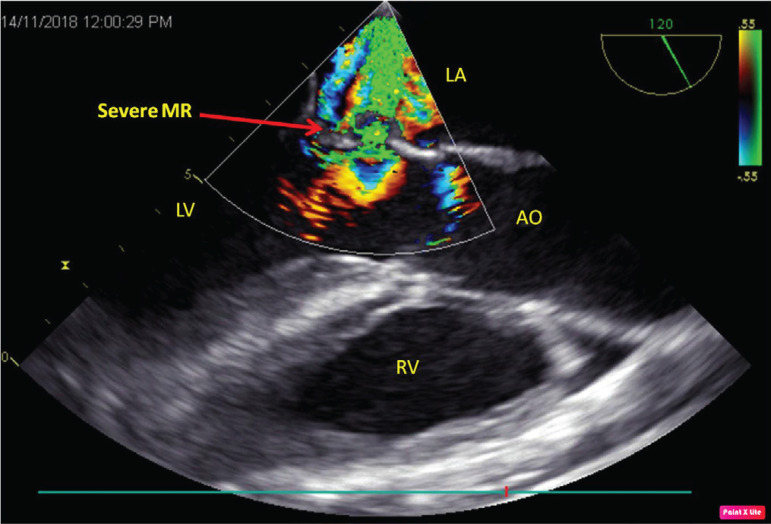 14/11/2018 12:00:29 PM
120
.55
LA
Severe MR
5
-.55
LV
AO
RV
0
Paint X Lite